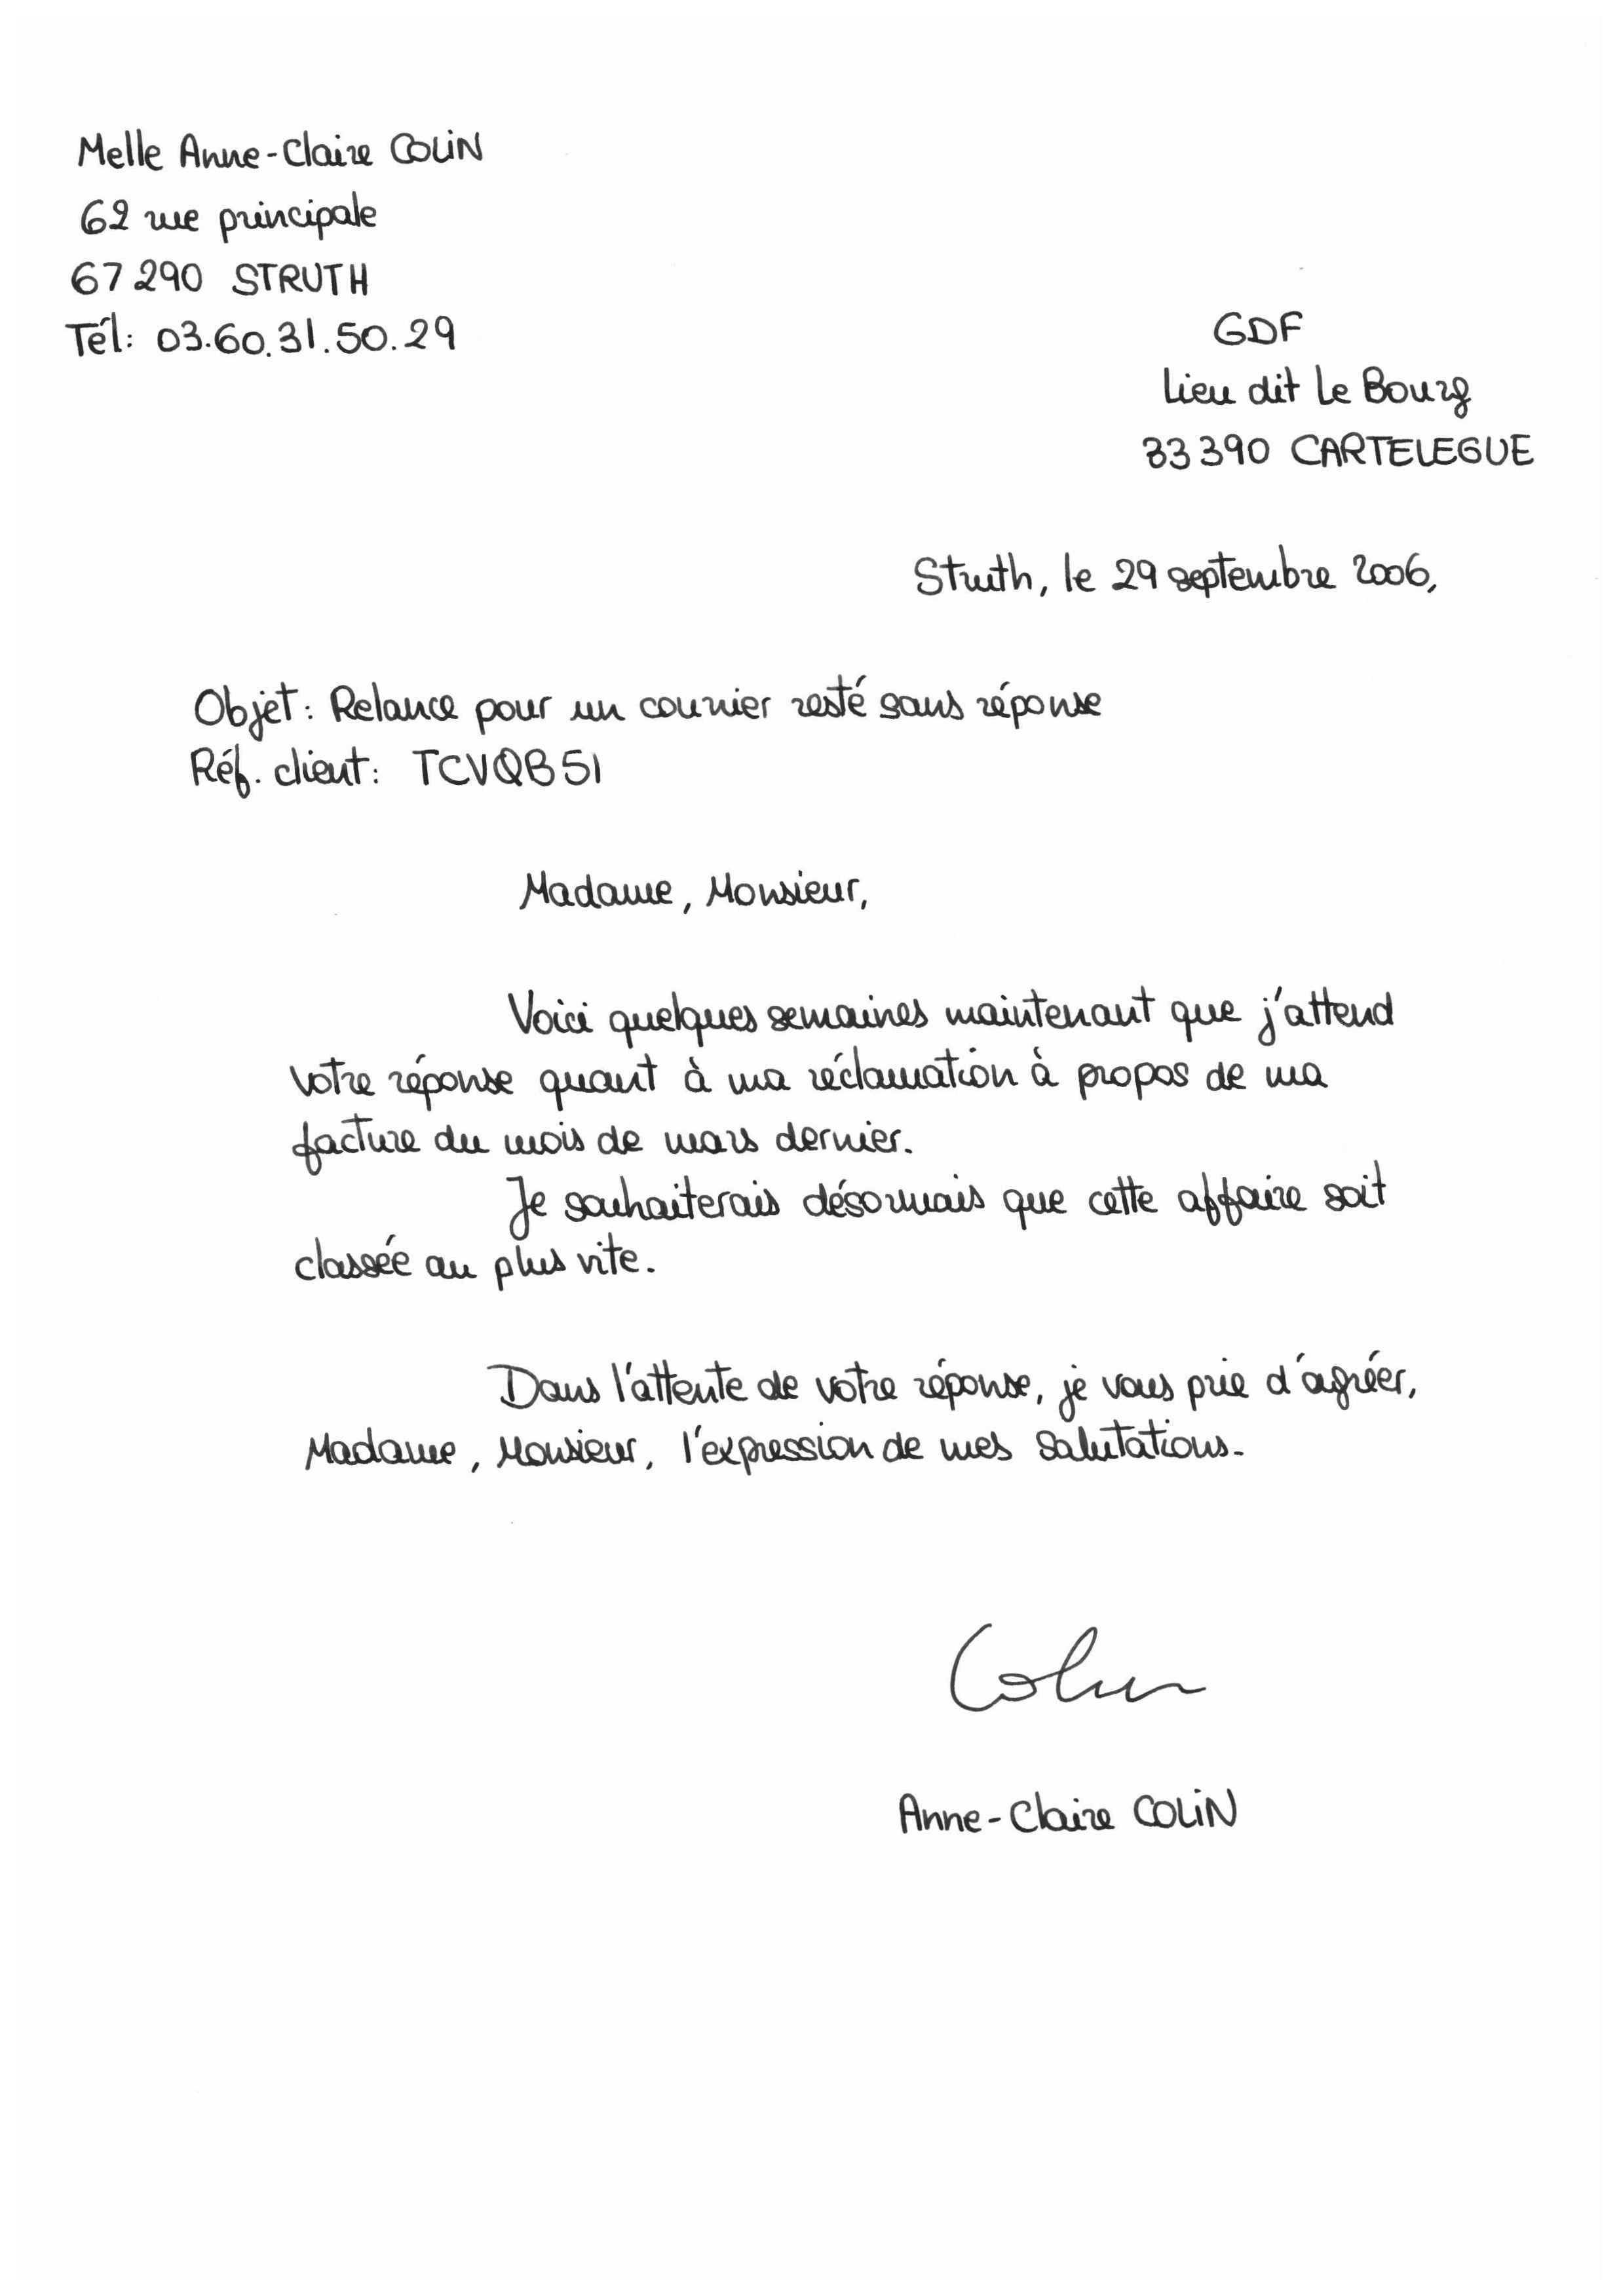 Melle Anne-Claire COLIN
62 rue principale
67290 STRUTH
Tél: 03.60.31.50.29
GDF
Lieu dit Le Bourg
33390 CARTELEGUE
Struth, le 29 septembre 2006,
Objet: Relance pour un courrier resté sans réponse
Réf. client: TCVQB51
Madame, Monsieur,
Voici quelques semaines maintenant que j'attend
votre réponse quant à ma réclamation à propos de ma
facture du mois de mars dernier.
Je souhaiterais désormais que cette affaire soit
classée au plus vite.
Dans l'attente de votre réponse, je vous prie d'agréer,
Madame, Monsieur, l'expression de mes salutations.
Colin
Anne-Claire COLIN